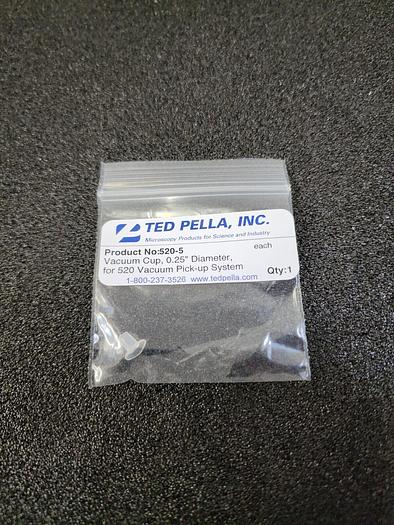 TED PELLA, INC.
Microscopy Products for Science and Industry
Product No:520-5 each
Vacuum Cup, 0.25" Diameter,
for 520 Vacuum Pick-up System Qty:1
1-800-237-3526 www.tedpella.com